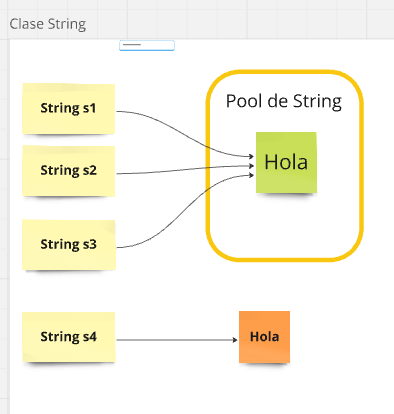 Clase String
Pool de String
String s1
Hola
String s2
String s3
String s4
Hola